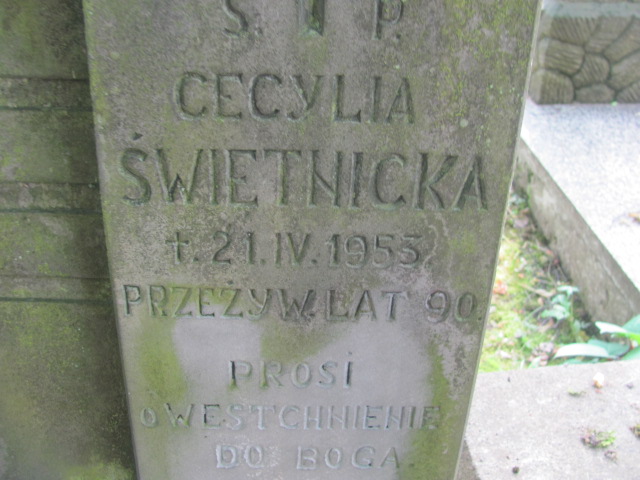 Ś. † P.
CECYLIA
ŚWIETNICKA
†. 21.IV.1953.
PRZEŻYW. LAT 90.
PROSI
O WESTCHNIENIE
DO BOGA.